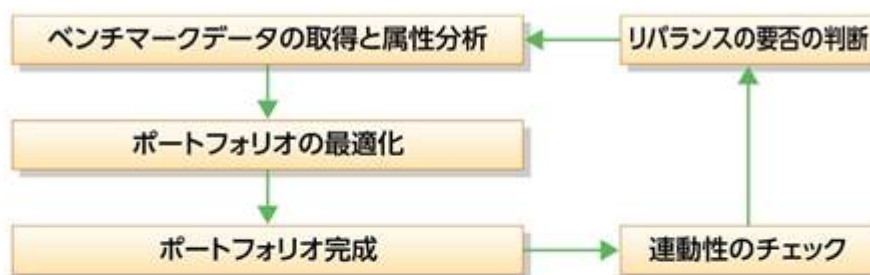 ベンチマークデータの取得と属性分析
リバランスの要否の判断
ポートフォリオの最適化
ポートフォリオ完成
連動性のチェック